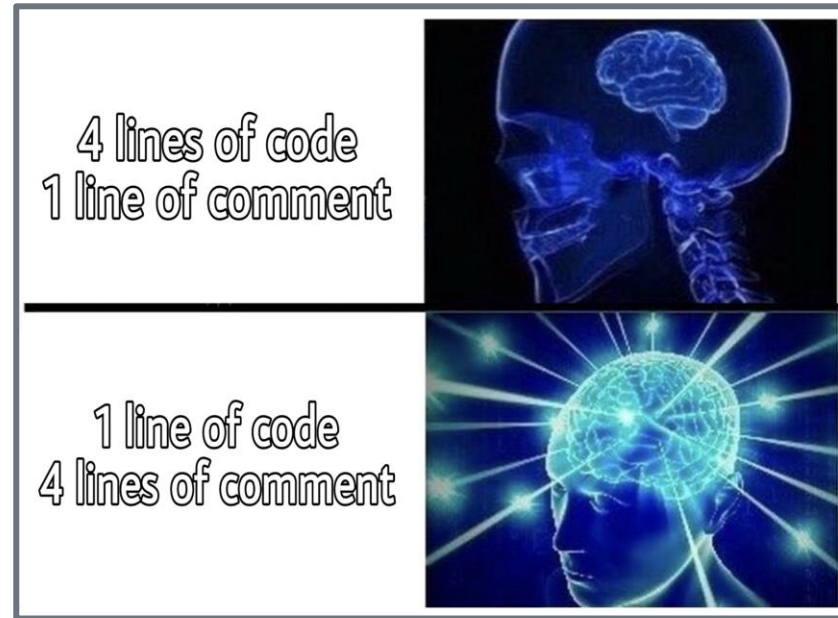 4 lines of code
1 line of comment
1 line of code
4 lines of comment